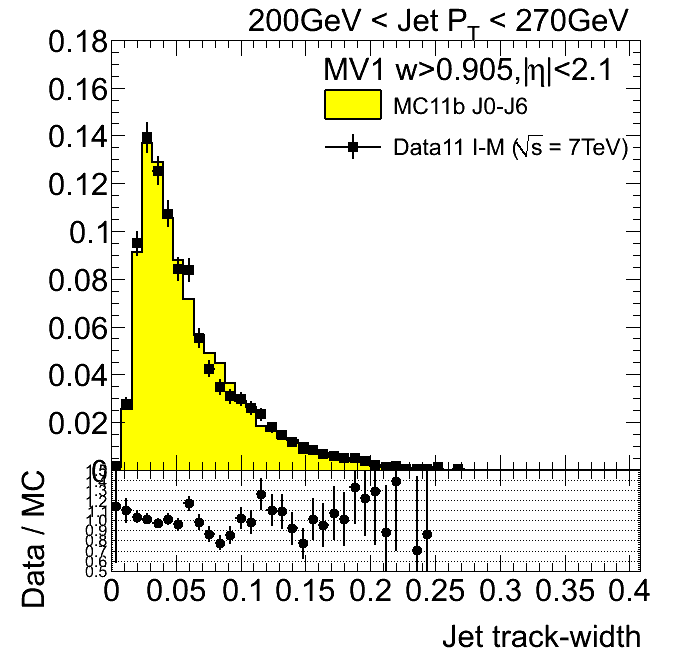 200GeV < Jet P_T < 270GeV
0.18
MV1 w>0.905,|η|<2.1
0.16
MC11b J0-J6
0.14
Data11 I-M (√s = 7TeV)
0.12
0.1
0.08
0.06
0.04
0.02
0
1.5
1.2
1.1
1.0
0.9
0.8
0.7
0.6
0.5
Data / MC
0 0.05 0.1 0.15 0.2 0.25 0.3 0.35 0.4
Jet track-width